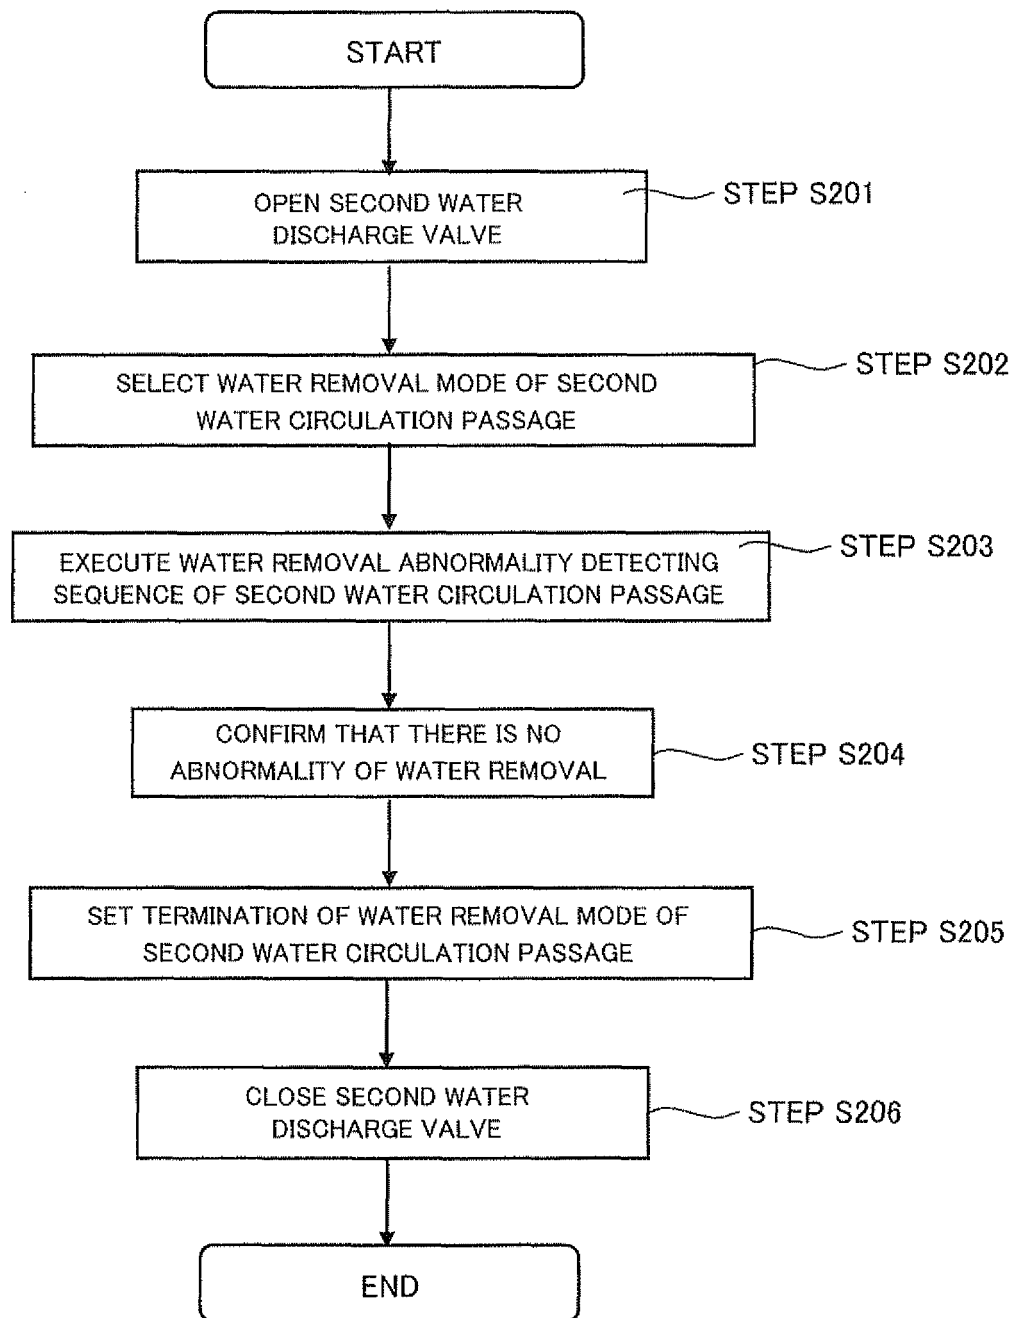 START
OPEN SECOND WATER
DISCHARGE VALVE
STEP S201
SELECT WATER REMOVAL MODE OF SECOND
WATER CIRCULATION PASSAGE
STEP S202
EXECUTE WATER REMOVAL ABNORMALITY DETECTING
SEQUENCE OF SECOND WATER CIRCULATION PASSAGE
STEP S203
CONFIRM THAT THERE IS NO
ABNORMALITY OF WATER REMOVAL
STEP S204
SET TERMINATION OF WATER REMOVAL MODE OF
SECOND WATER CIRCULATION PASSAGE
STEP S205
CLOSE SECOND WATER
DISCHARGE VALVE
STEP S206
END